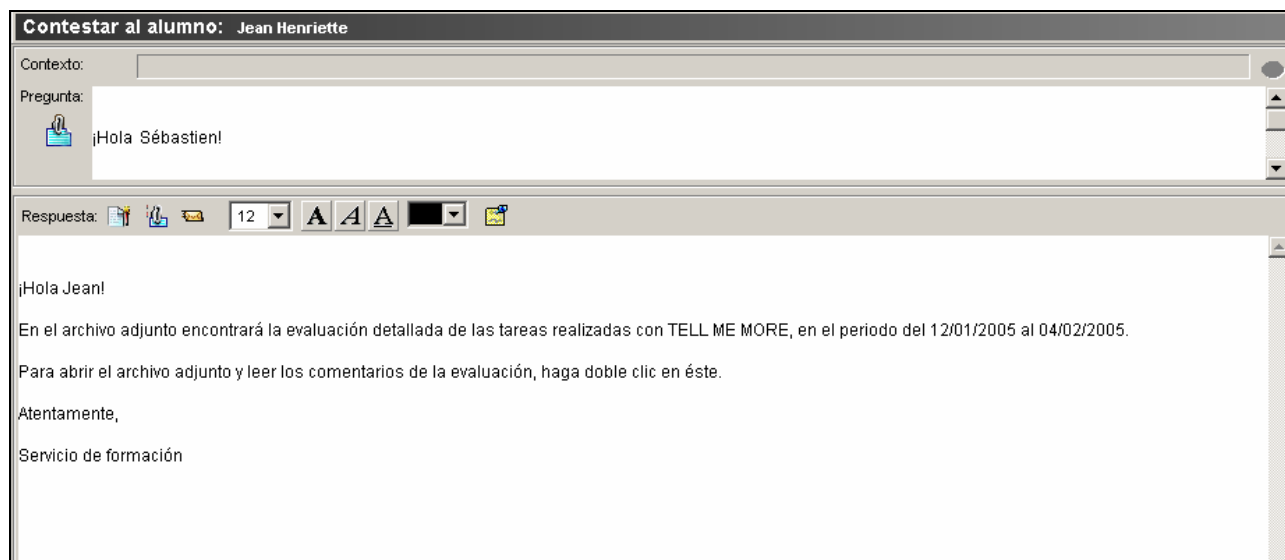 Contestar al alumno: Jean Henriette
Contexto:
Pregunta:
¡Hola Sébastien!
Respuesta: 12 A A A
¡Hola Jean!
En el archivo adjunto encontrará la evaluación detallada de las tareas realizadas con TELL ME MORE, en el periodo del 12/01/2005 al 04/02/2005.
Para abrir el archivo adjunto y leer los comentarios de la evaluación, haga doble clic en éste.
Atentamente,
Servicio de formación